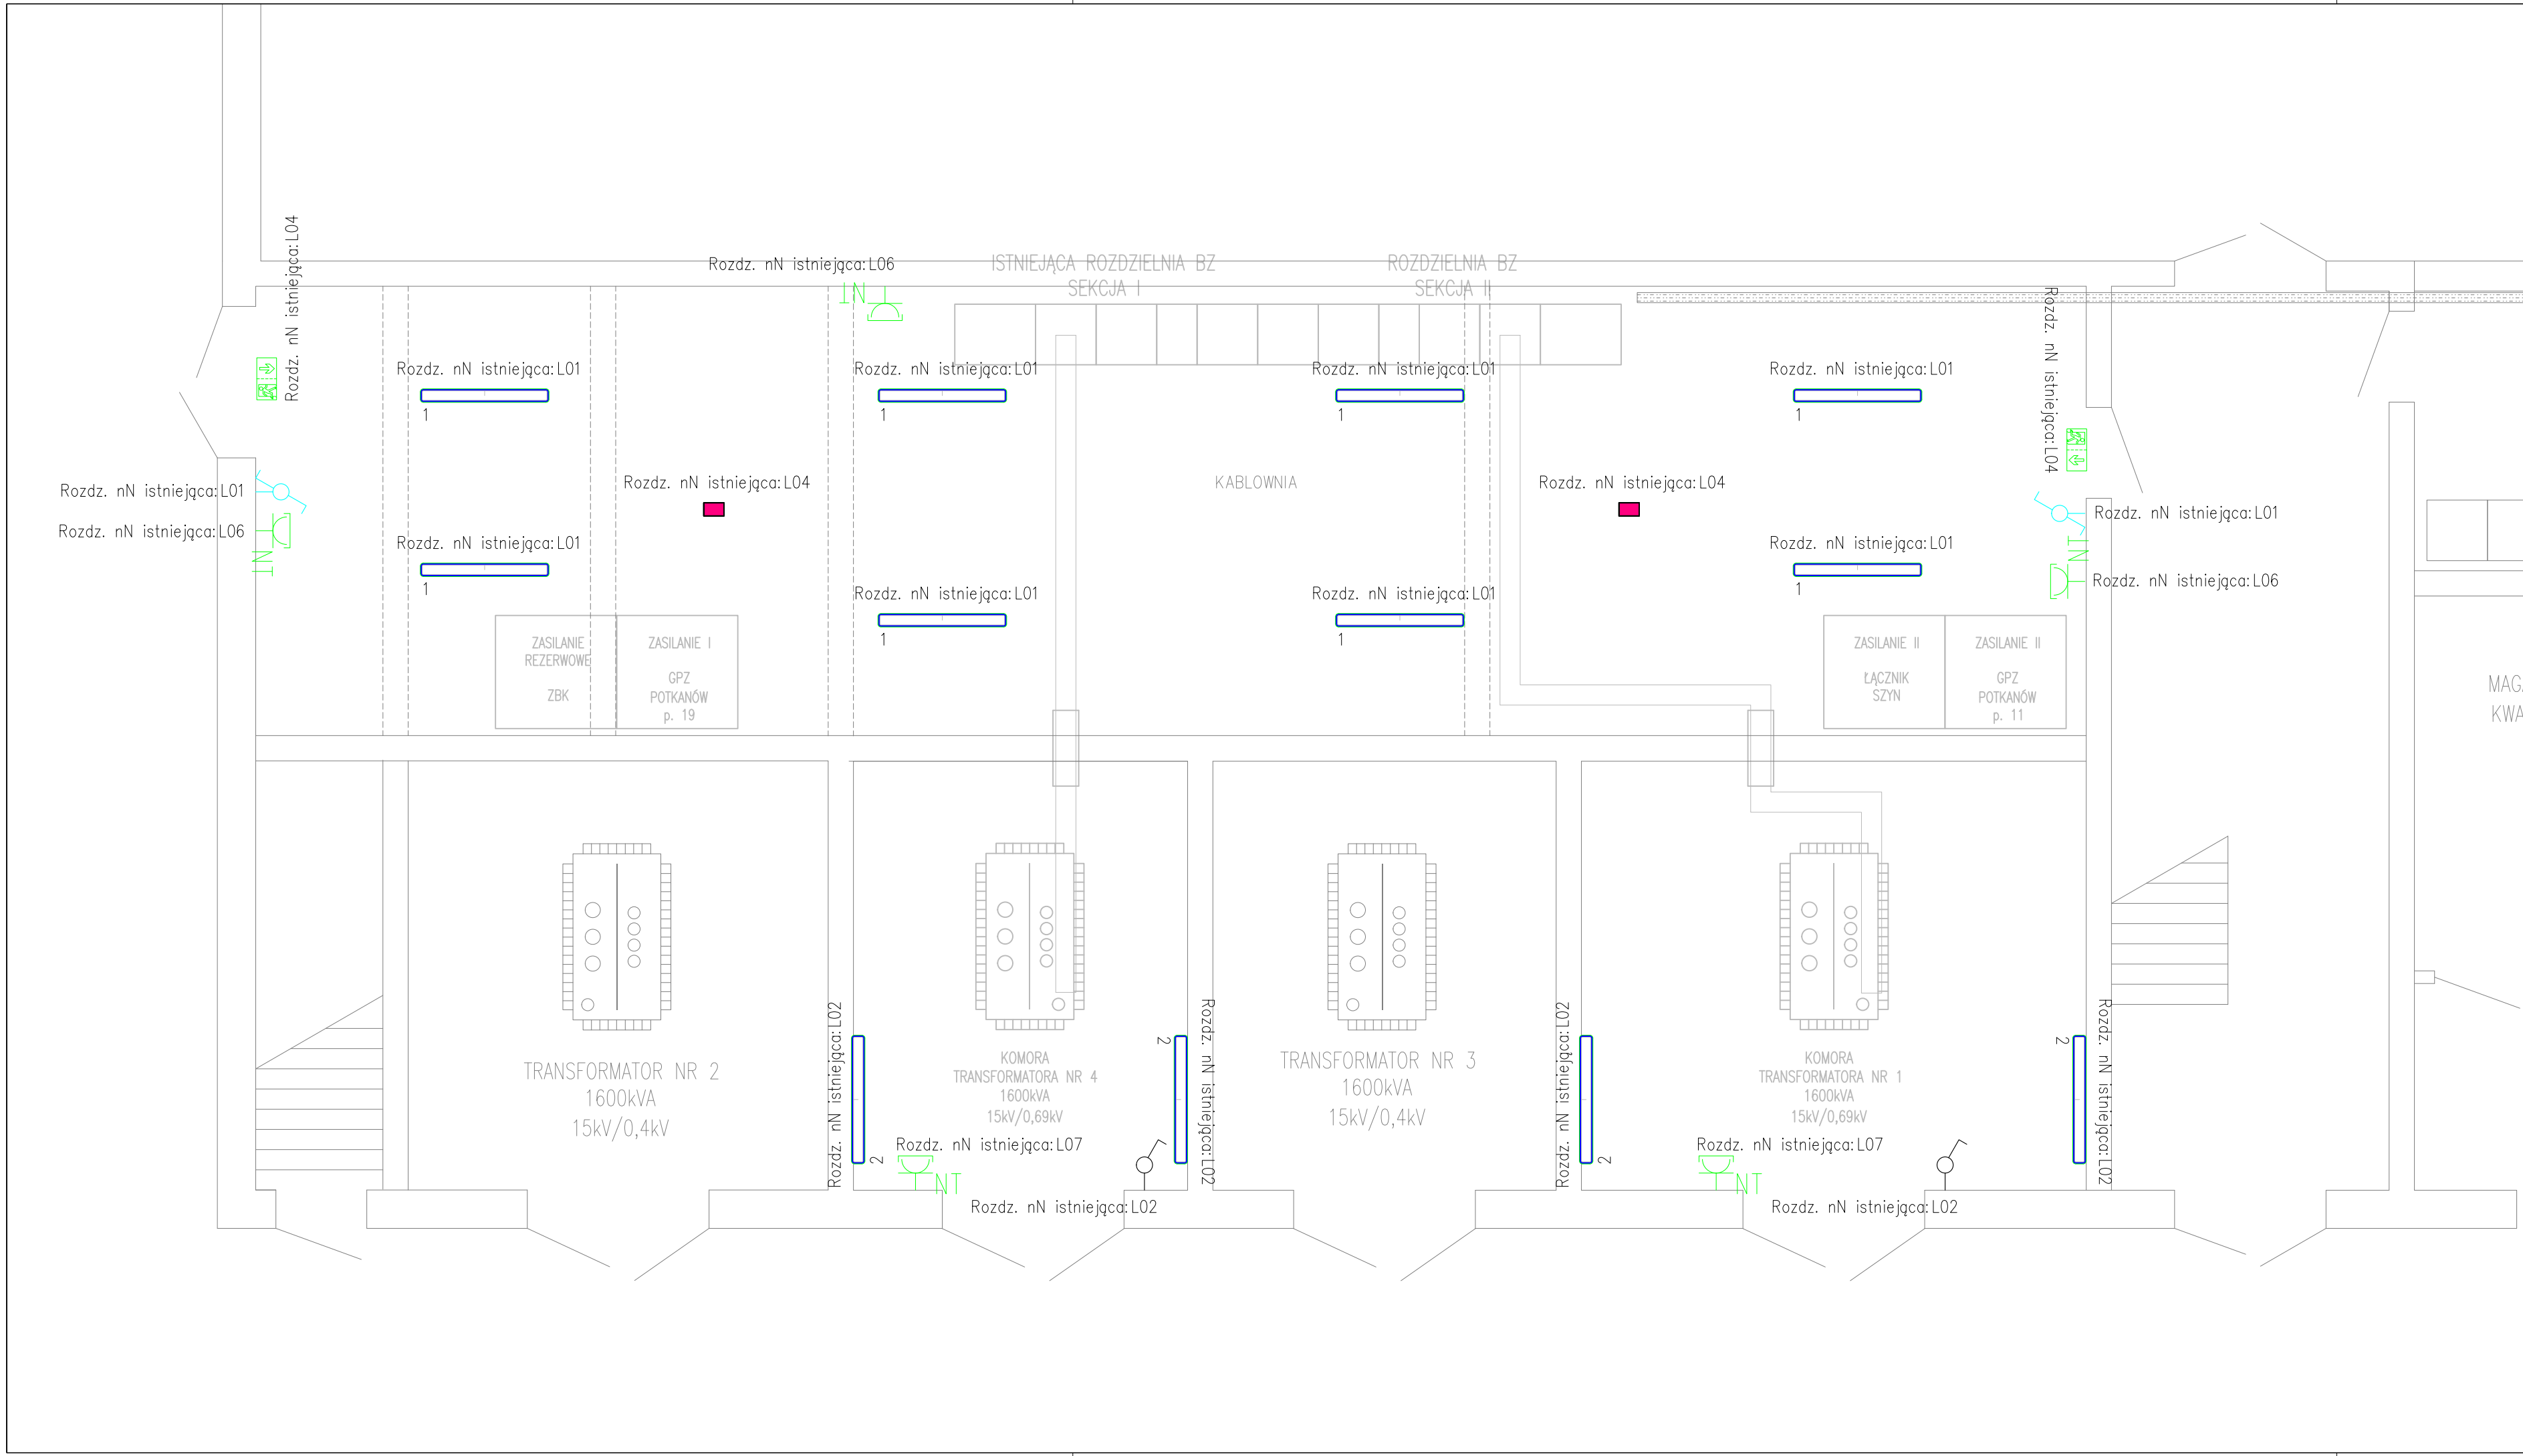 Rozdz. nN istniejąca:L04
Rozdz. nN istniejąca:L06
NT
ISTNIEJĄCA ROZDZIELNIA BZ
SEKCJA I
ROZDZIELNIA BZ
SEKCJA II
Rozdz. nN istniejąca:L04
Rozdz. nN istniejąca:L01
1
Rozdz. nN istniejąca:L01
1
Rozdz. nN istniejąca:L01
1
Rozdz. nN istniejąca:L01
1
Rozdz. nN istniejąca:L01
Rozdz. nN istniejąca:L06
NT
Rozdz. nN istniejąca:L04
KABLOWNIA
Rozdz. nN istniejąca:L04
Rozdz. nN istniejąca:L01
NT
Rozdz. nN istniejąca:L06
Rozdz. nN istniejąca:L01
1
Rozdz. nN istniejąca:L01
1
Rozdz. nN istniejąca:L01
1
Rozdz. nN istniejąca:L01
1
ZASILANIE
REZERWOWE
ZBK
ZASILANIE I
GPZ
POTKANÓW
p. 19
ZASILANIE II
ŁĄCZNIK
SZYN
ZASILANIE II
GPZ
POTKANÓW
p. 11
MAG
KWA
TRANSFORMATOR NR 2
1600kVA
15kV/0,4kV
Rozdz. nN istniejąca:L02
2
KOMORA
TRANSFORMATORA NR 4
1600kVA
15kV/0,69kV
2
Rozdz. nN istniejąca:L02
Rozdz. nN istniejąca:L07
NT
Rozdz. nN istniejąca:L02
TRANSFORMATOR NR 3
1600kVA
15kV/0,4kV
Rozdz. nN istniejąca:L02
2
KOMORA
TRANSFORMATORA NR 1
1600kVA
15kV/0,69kV
2
Rozdz. nN istniejąca:L02
Rozdz. nN istniejąca:L07
NT
Rozdz. nN istniejąca:L02